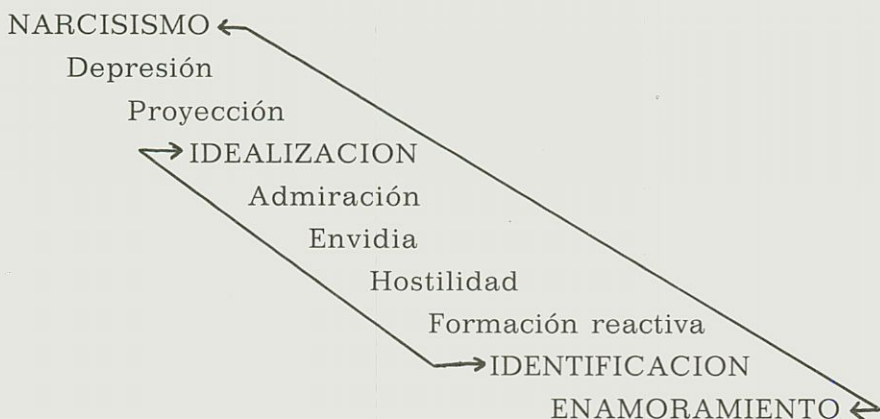 NARCISISMO
Depresión
Proyección
IDEALIZACION
Admiración
Envidia
Hostilidad
Formación reactiva
IDENTIFICACION
ENAMORAMIENTO